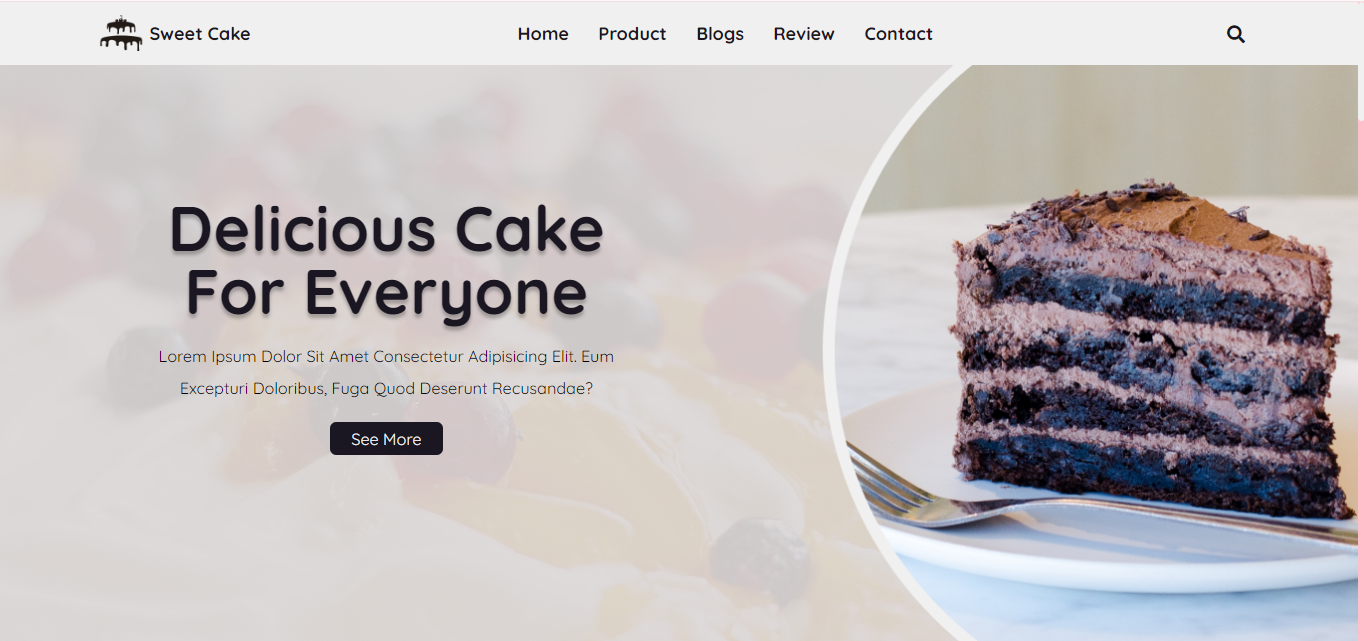 Sweet Cake
Home Product Blogs Review Contact
Delicious Cake
For Everyone
Lorem Ipsum Dolor Sit Amet Consectetur Adipisicing Elit. Eum
Excepturi Doloribus, Fuga Quod Deserunt Recusandae?
See More